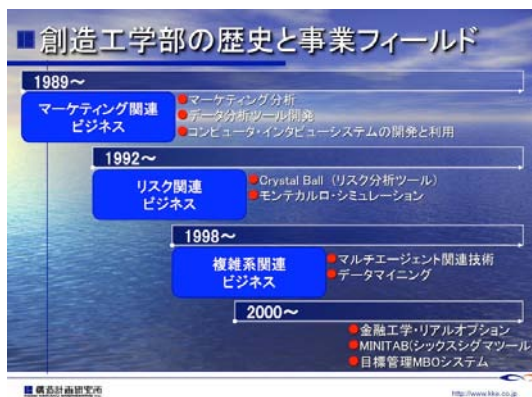 創造工学部の歴史と事業フィールド
1989～
マーケティング関連
ビジネス
●マーケティング分析
●データ分析ツール開発
●コンピュータ・インタビューシステムの開発と利用
1992～
リスク関連
ビジネス
●Crystal Ball（リスク分析ツール）
●モンテカルロ・シミュレーション
1998～
複雑系関連
ビジネス
●マルチエージェント関連技術
●データマイニング
2000～
●金融工学・リアルオプション
●MINITAB(シックスシグマツール
●目標管理MBOシステム
構造計画研究所
http://www.kke.co.jp